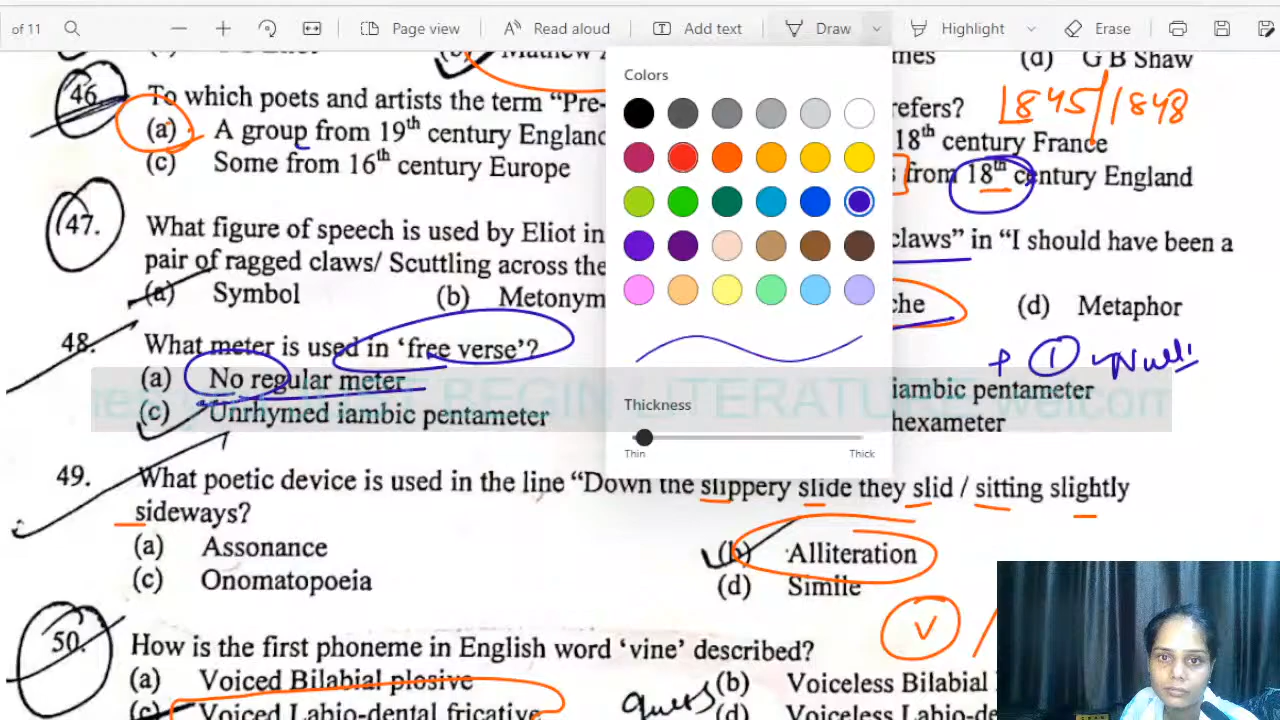 of 11 Page view Read aloud Add text Draw Highlight Erase
Mathew
(d) G B Shaw
46 To which poets and artists the term “Pre- refers? 1845/1848
(a) A group from 19th century England 18th century France
(c) Some from 16th century Europe from 18th century England
47. What figure of speech is used by Eliot in claws” in “I should have been a
pair of ragged claws/ Scuttling across the
(a) Symbol (b) Metonym che (d) Metaphor
48. What meter is used in ‘free verse’? + 1
(a) No regular meter iambic pentameter
(c) Unrhymed iambic pentameter hexameter
BEGIN LITERATURE welcom
49. What poetic device is used in the line “Down the slippery slide they slid / sitting slightly
sideways?
(a) Assonance (b) Alliteration
(c) Onomatopoeia (d) Simile
50. How is the first phoneme in English word ‘vine’ described? V /
(a) Voiced Bilabial plosive (b) Voiceless Bilabial
(c) Voiced Labio-dental fricative (d) Voiceless Labio-de
Colors
Thickness
Thin Thick